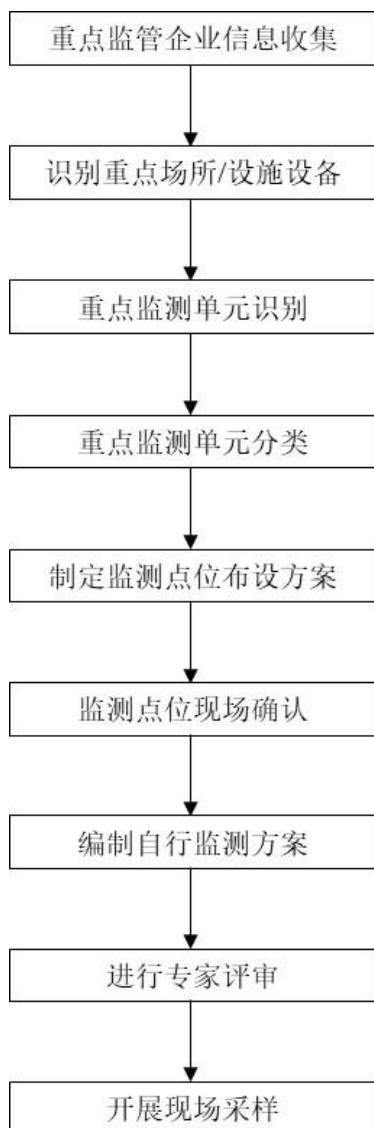 重点监管企业信息收集
识别重点场所/设施设备
重点监测单元识别
重点监测单元分类
制定监测点位布设方案
监测点位现场确认
编制自行监测方案
进行专家评审
开展现场采样